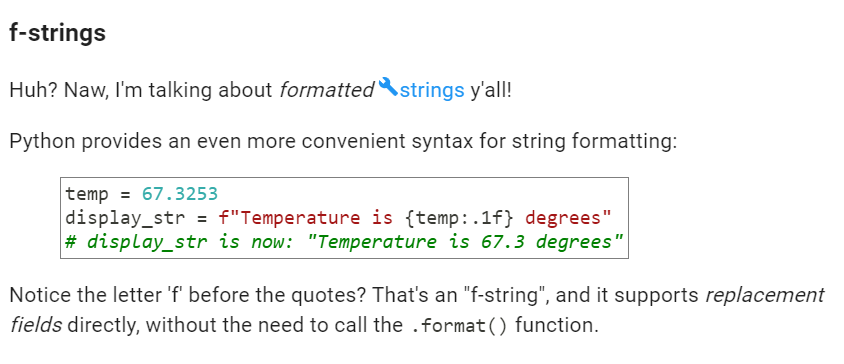 f-strings
Huh? Naw, I'm talking about formatted strings y'all!
Python provides an even more convenient syntax for string formatting:
temp = 67.3253
display_str = f"Temperature is {temp:.1f} degrees"
# display_str is now: "Temperature is 67.3 degrees"
Notice the letter 'f' before the quotes? That's an "f-string", and it supports replacement
fields directly, without the need to call the .format() function.